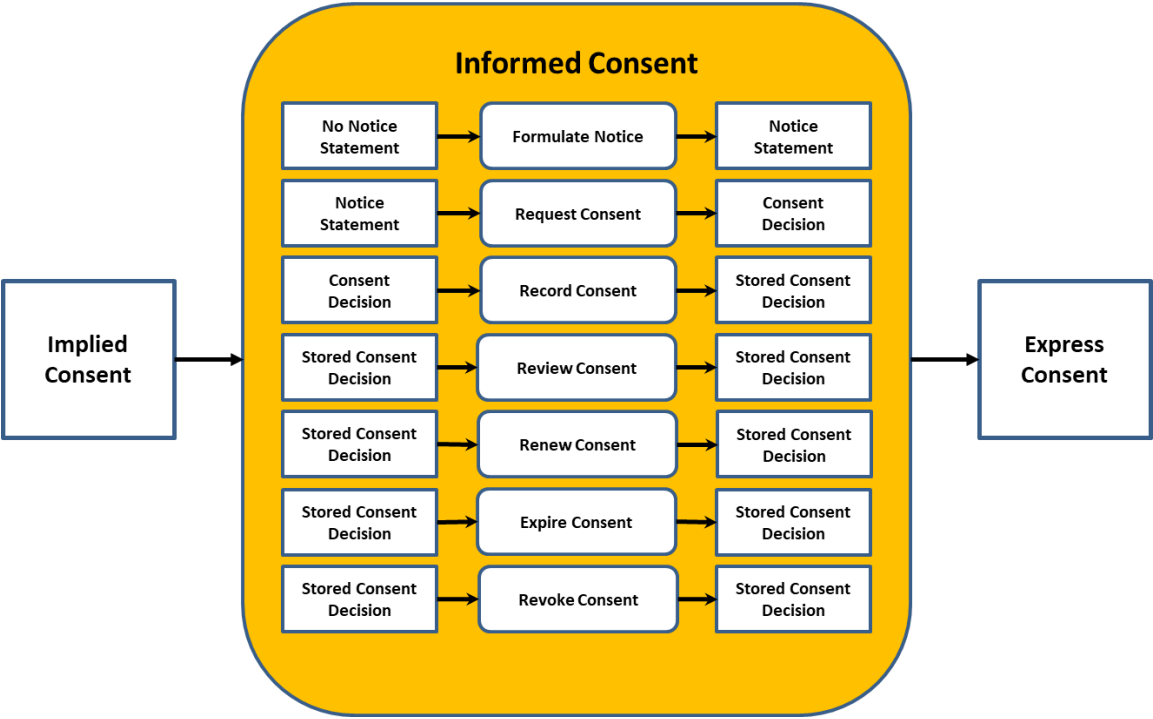 Informed Consent
No Notice
Statement
Formulate Notice
Notice
Statement
Notice
Statement
Request Consent
Consent
Decision
Consent
Decision
Record Consent
Stored Consent
Decision
Implied
Consent
Stored Consent
Decision
Review Consent
Stored Consent
Decision
Express
Consent
Stored Consent
Decision
Renew Consent
Stored Consent
Decision
Stored Consent
Decision
Expire Consent
Stored Consent
Decision
Stored Consent
Decision
Revoke Consent
Stored Consent
Decision